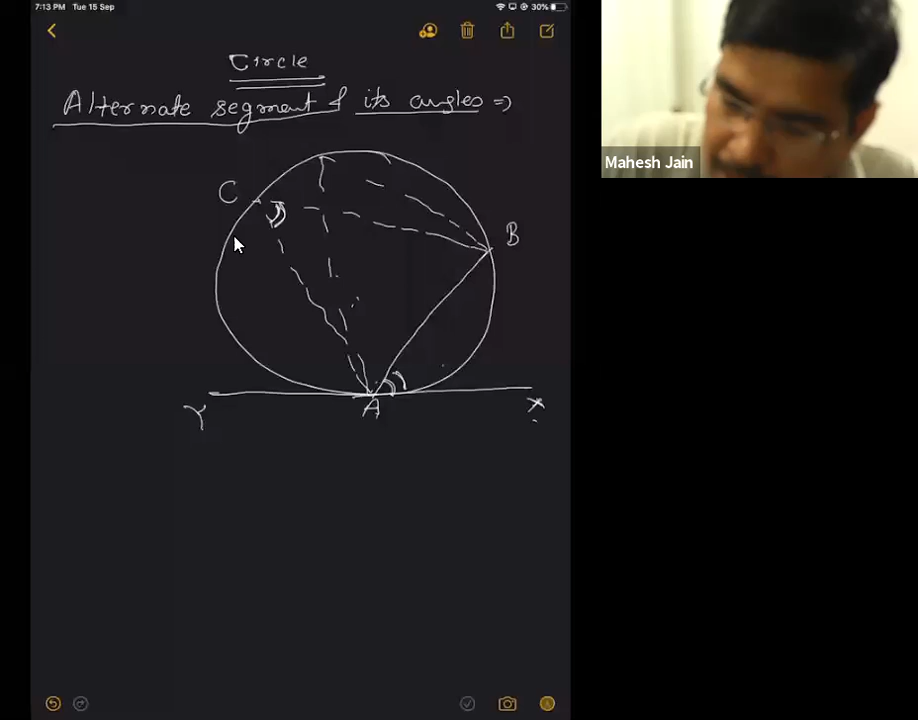 7:13 PM Tue 15 Sep
30%
Circle
Alternate segment & its angles =>
C
B
Y
A
X
Mahesh Jain